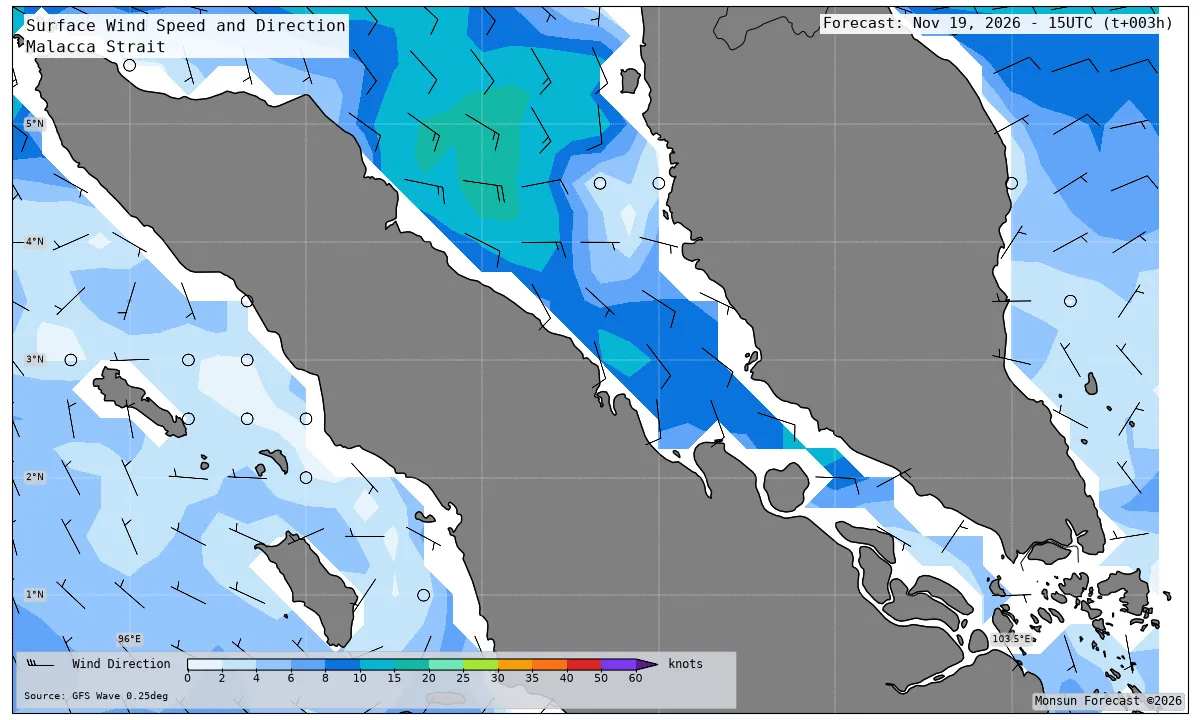 Surface Wind Speed and Direction
Malacca Strait
Forecast: Nov 19, 2026 - 15UTC (t+003h)
5°N
4°N
3°N
2°N
1°N
96°E
103.5°E
Wind Direction
knots
0 2 4 6 8 10 15 20 25 30 35 40 50 60
Source: GFS Wave 0.25deg
Monsun Forecast ©2026